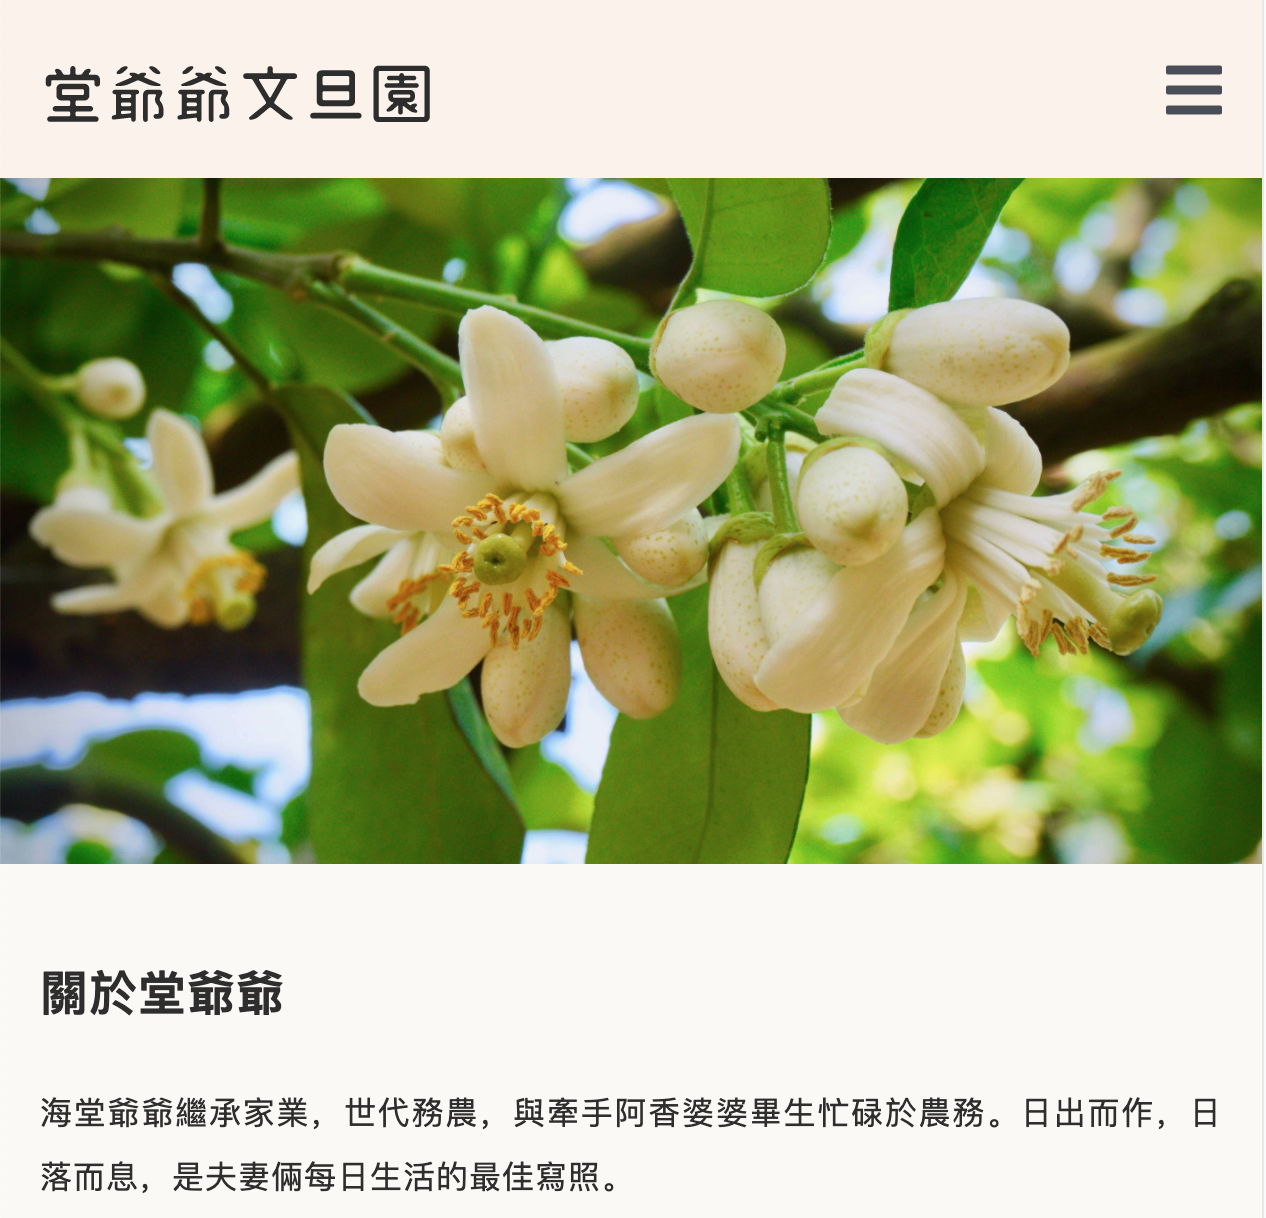 堂爺爺文旦園
關於堂爺爺
海堂爺爺繼承家業，世代務農，與牽手阿香婆婆畢生忙碌於農務。日出而作，日
落而息，是夫妻倆每日生活的最佳寫照。